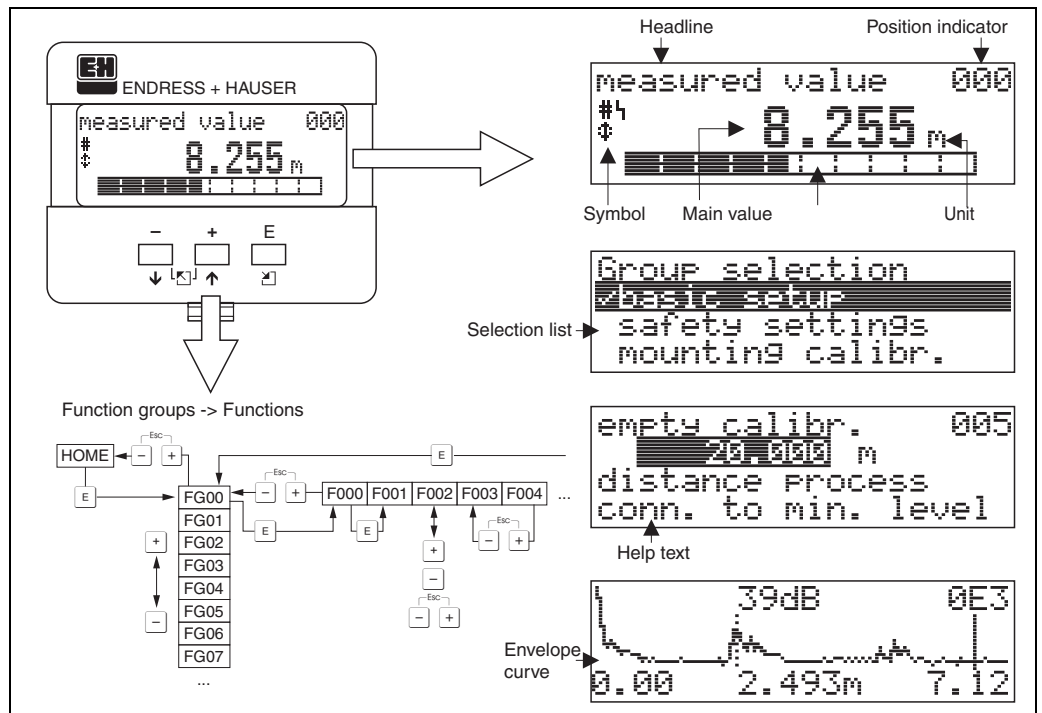 Headline
Position indicator
measured value 000
8.255 m
Symbol
Main value
Unit
E+H
ENDRESS + HAUSER
measured value 000
8.255 m
– + E
Group selection
basic setup
safety settings
mounting calibr.
Selection list
empty calibr. 005
20.000 m
distance process
conn. to min. level
Help text
39dB 0E3
0.00 2.493m 7.12
Envelope
curve
Function groups -> Functions
HOME
Esc
– +
E
E
FG00
FG01
FG02
FG03
FG04
FG05
FG06
FG07
...
+
–
Esc
– +
E
F000 F001 F002 F003 F004 ...
E
+
–
Esc
– +
Esc
– +